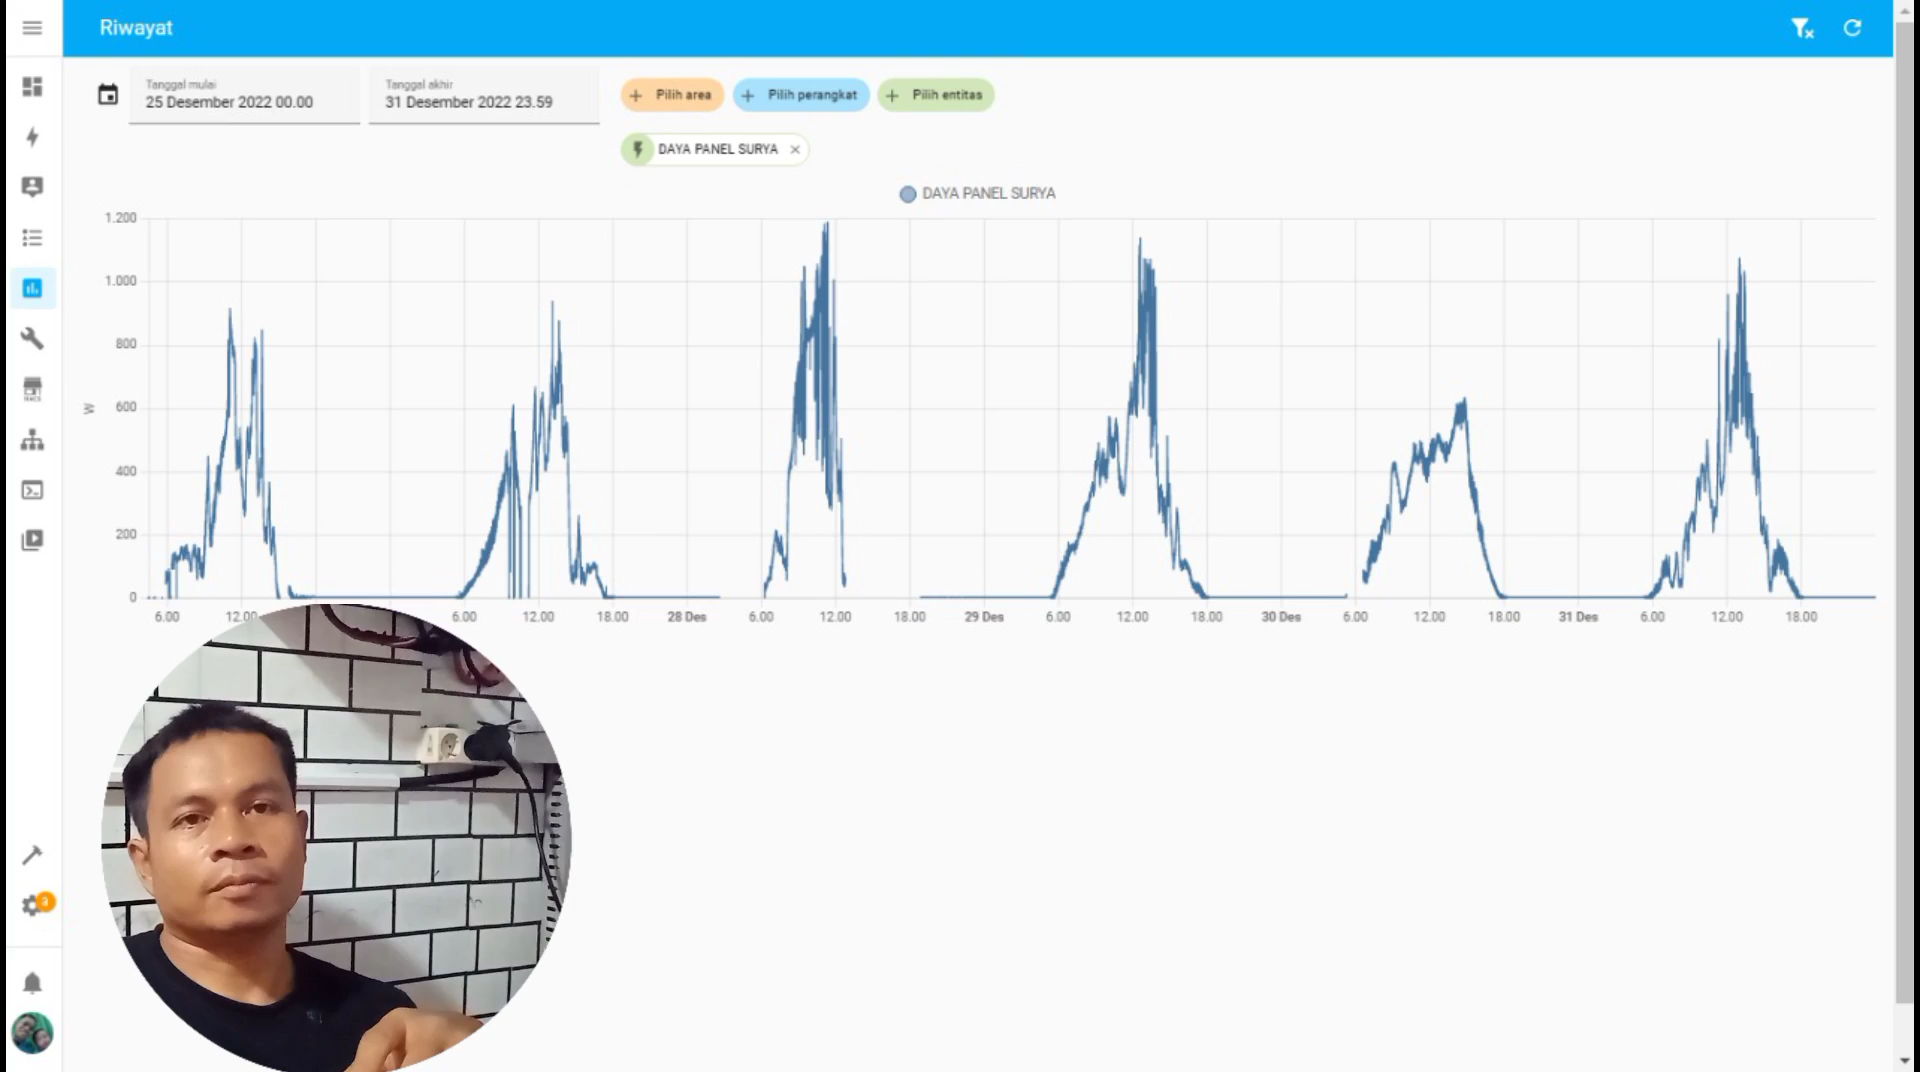 Riwayat
Tanggal mulai
25 Desember 2022 00.00
Tanggal akhir
31 Desember 2022 23.59
Pilih area
Pilih perangkat
Pilih entitas
DAYA PANEL SURYA
DAYA PANEL SURYA
1.200
1.000
800
600
400
200
0
W
6.00 12.00 6.00 12.00 18.00 28 Des 6.00 12.00 18.00 29 Des 6.00 12.00 18.00 30 Des 6.00 12.00 18.00 31 Des 6.00 12.00 18.00